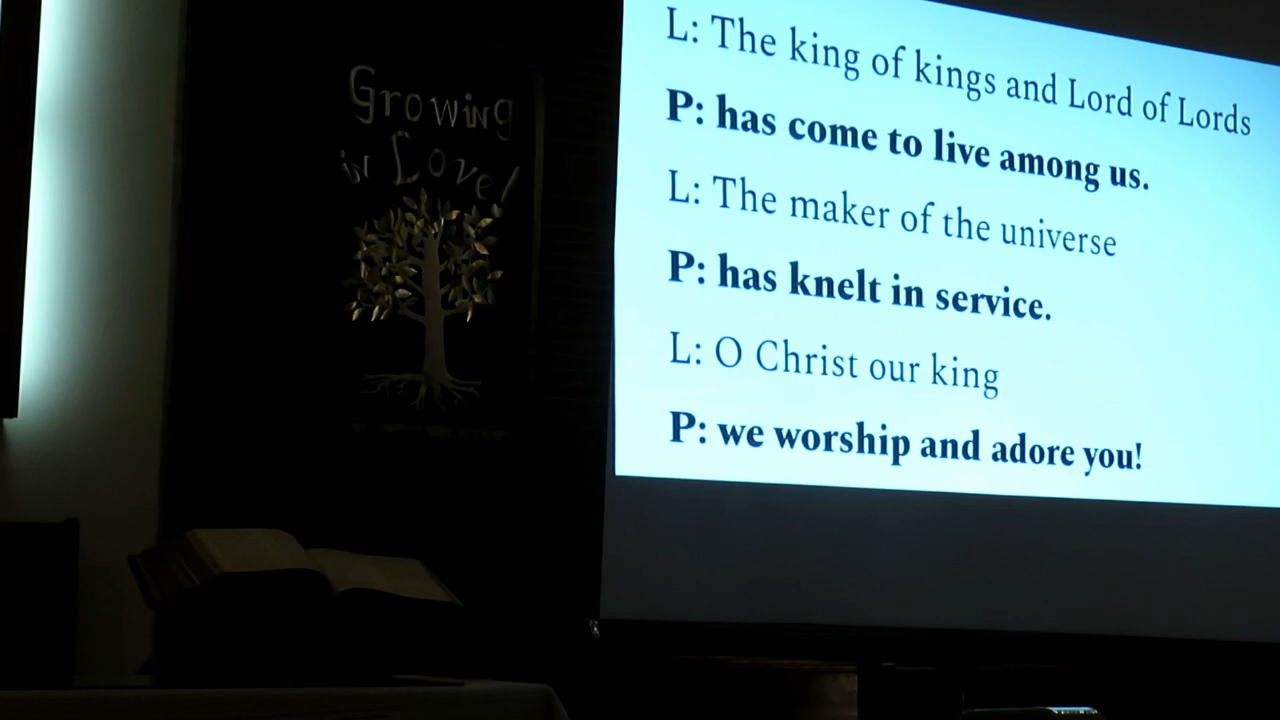 Growing
in Love!
L: The king of kings and Lord of Lords
P: has come to live among us.
L: The maker of the universe
P: has knelt in service.
L: O Christ our king
P: we worship and adore you!